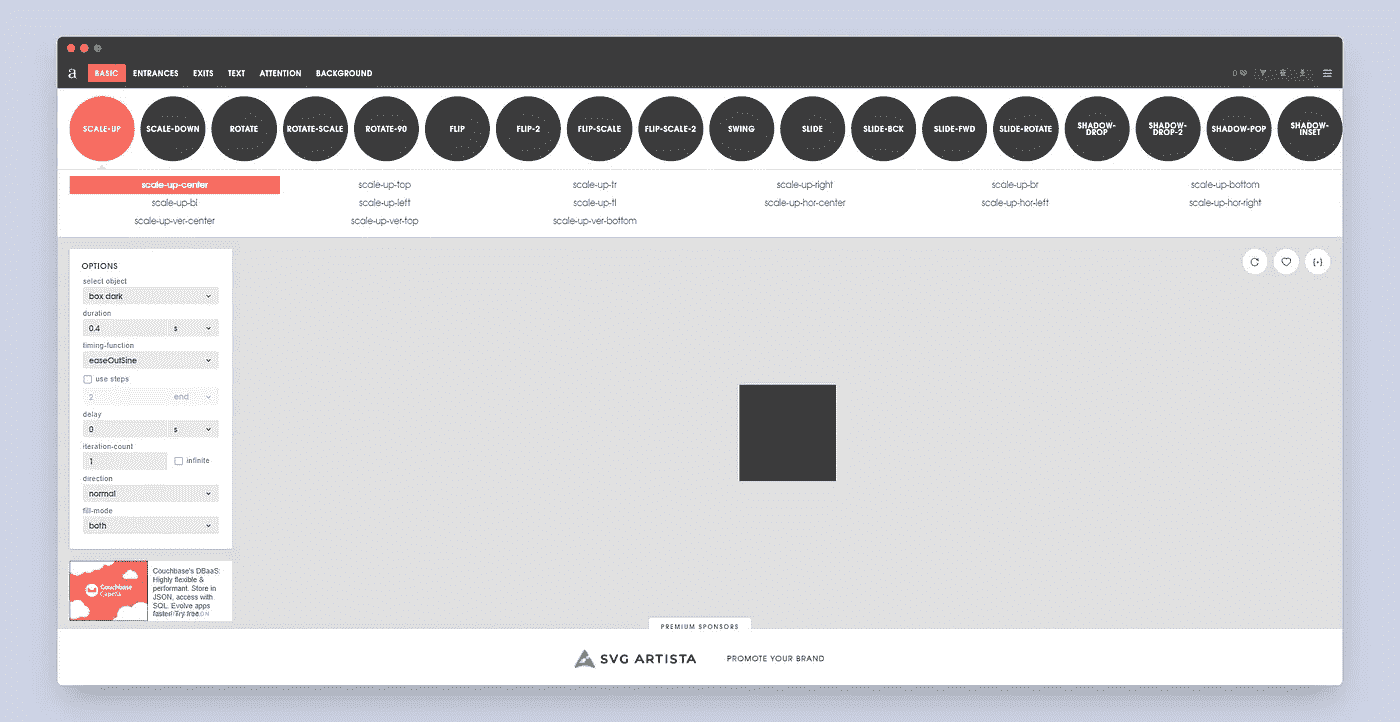 a BASIC ENTRANCES EXITS TEXT ATTENTION BACKGROUND 0
SCALE-UP SCALE-DOWN ROTATE ROTATE-SCALE ROTATE-90 FLIP FLIP-2 FLIP-SCALE FLIP-SCALE-2 SWING SLIDE SLIDE-BCK SLIDE-FWD SLIDE-ROTATE SHADOW-DROP SHADOW-DROP-2 SHADOW-POP SHADOW-INSET
scale-up-center scale-up-top scale-up-tr scale-up-right scale-up-br scale-up-bottom
scale-up-bl scale-up-left scale-up-tl scale-up-hor-center scale-up-hor-left scale-up-hor-right
scale-up-ver-center scale-up-ver-top scale-up-ver-bottom
OPTIONS
select object
box dark
duration
0.4 s
timing-function
easeOutSine
use steps
2 end
delay
0 s
iteration-count
1 infinite
direction
normal
fill-mode
both
Couchbase
Capella
Couchbase's DBaaS:
Highly flexible &
performant. Store in
JSON, access with
SQL. Evolve apps
faster! Try free.
PREMIUM SPONSORS
SVG ARTISTA PROMOTE YOUR BRAND